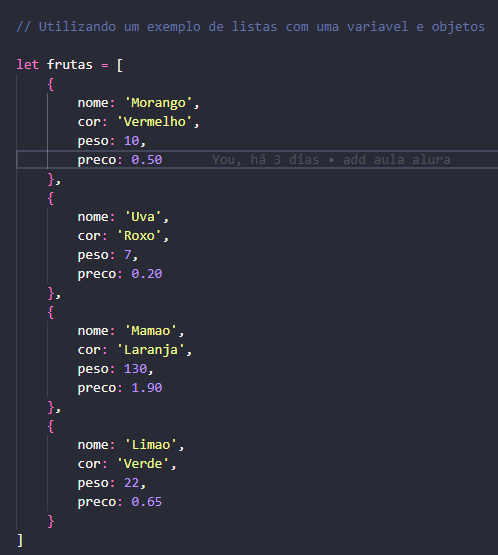 // Utilizando um exemplo de listas com uma variavel e objetos
let frutas = [
    {
        nome: 'Morango',
        cor: 'Vermelho',
        peso: 10,
        preco: 0.50      You, há 3 dias • add aula alura
    },
    {
        nome: 'Uva',
        cor: 'Roxo',
        peso: 7,
        preco: 0.20
    },
    {
        nome: 'Mamao',
        cor: 'Laranja',
        peso: 130,
        preco: 1.90
    },
    {
        nome: 'Limao',
        cor: 'Verde',
        peso: 22,
        preco: 0.65
    }
]